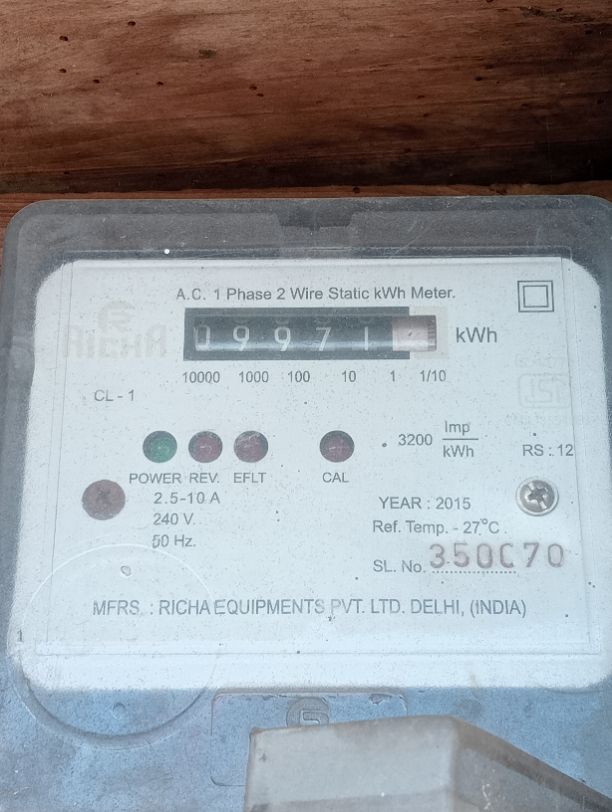 A.C. 1 Phase 2 Wire Static kWh Meter.
RICHA
09971 kWh
10000 1000 100 10 1 1/10
CL - 1
3200 Imp/kWh
RS : 12
POWER REV. EFLT CAL
2.5-10 A
240 V.
50 Hz.
YEAR : 2015
Ref. Temp. - 27°C
SL. No. 350C70
MFRS. : RICHA EQUIPMENTS PVT. LTD. DELHI, (INDIA)
1